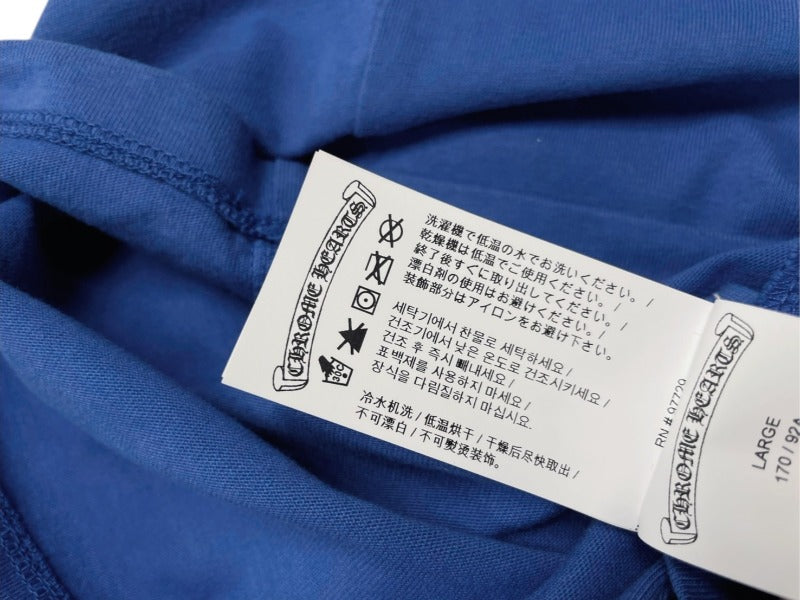 CHROME HEARTS
洗濯機で低温の水でお洗いください。/
乾燥機は低温でご使用ください。/
終了後すぐに取り出してください。/
漂白剤の使用はお避けください。/
装飾部分はアイロンをお避け下さい。
세탁기에서 찬물로 세탁하세요 /
건조기에서 낮은 온도로 건조시키세요 /
건조 후 즉시 빼내세요 /
표백제를 사용하지 마세요 /
장식을 다림질하지 마십시오.
冷水机洗 / 低温烘干 / 干燥后尽快取出 /
不可漂白 / 不可熨烫装饰。
30C
RN # 97729
CHROME HEARTS
LARGE
170 / 92A